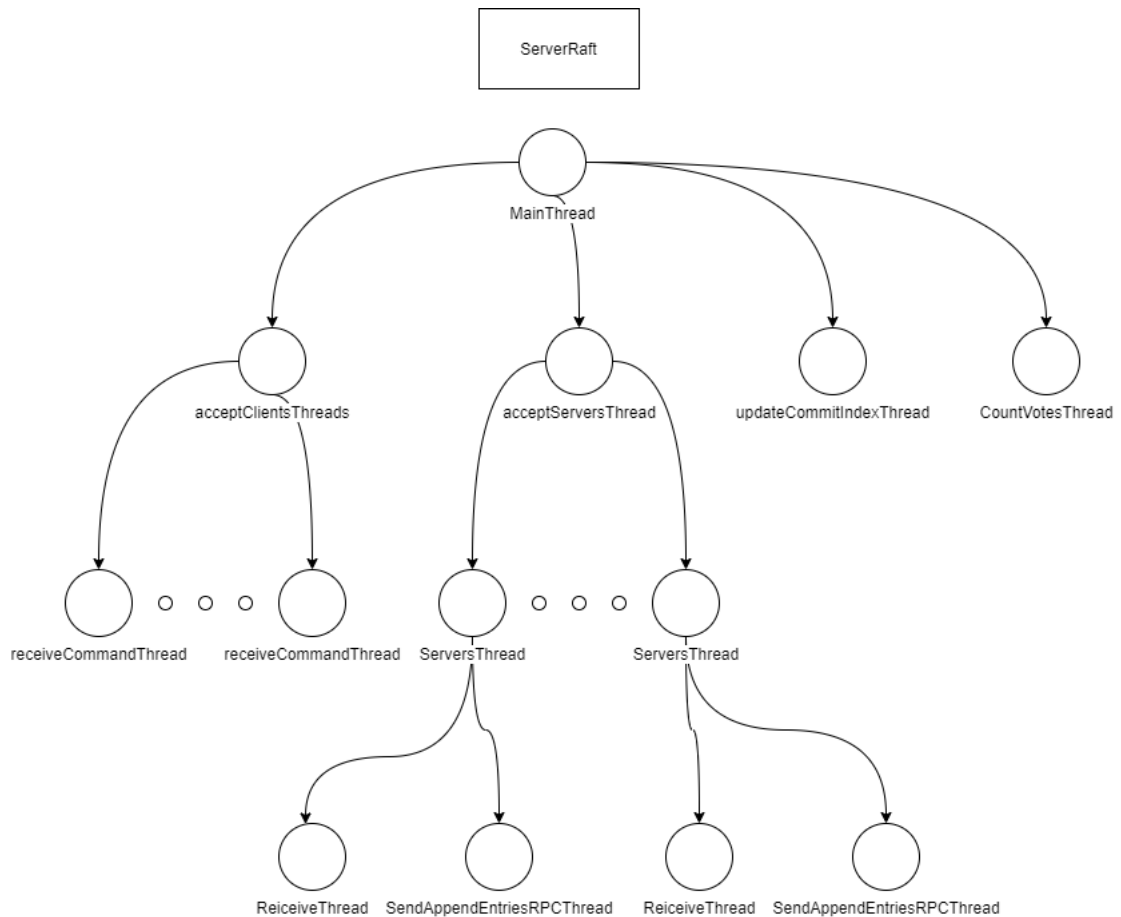 ServerRaft
MainThread
acceptClientsThreads
acceptServersThread
updateCommitIndexThread
CountVotesThread
receiveCommandThread
receiveCommandThread
ServersThread
ServersThread
ReiceiveThread
SendAppendEntriesRPCThread
ReiceiveThread
SendAppendEntriesRPCThread